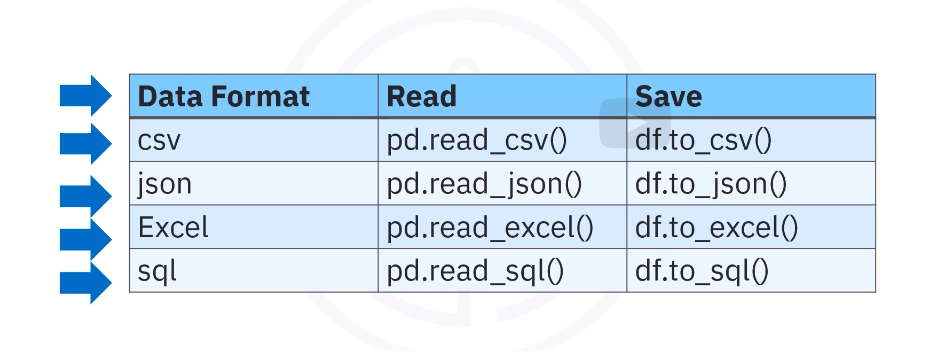 Data Format Read Save
csv pd.read_csv() df.to_csv()
json pd.read_json() df.to_json()
Excel pd.read_excel() df.to_excel()
sql pd.read_sql() df.to_sql()